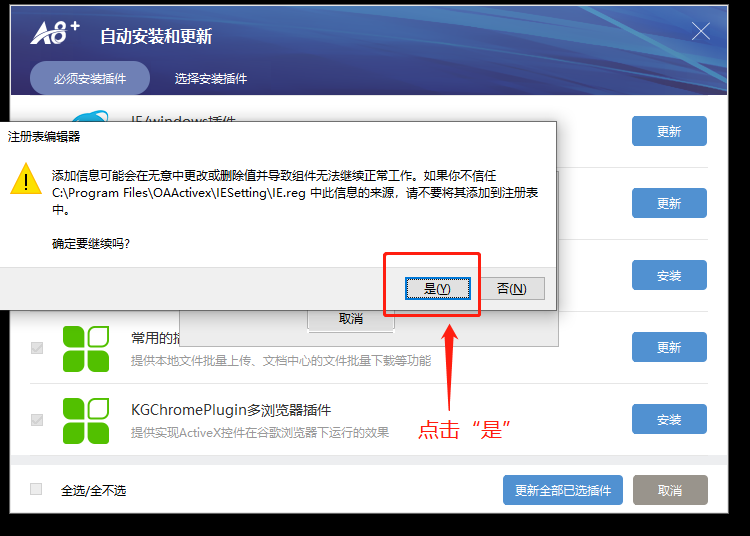 A8+ 自动安装和更新
必须安装插件 选择安装插件
IE/windows插件
更新
注册表编辑器
添加信息可能会在无意中更改或删除值并导致组件无法继续正常工作。如果你不信任
C:\Program Files\OAActivex\IESetting\IE.reg 中此信息的来源，请不要将其添加到注册表
中。
更新
确定要继续吗?
安装
是(Y) 否(N)
取消
常用的
更新
提供本地文件批量上传、文档中心的文件批量下载等功能
KGChromePlugin多浏览器插件
安装
提供实现ActiveX控件在谷歌浏览器下运行的效果
点击“是”
全选/全不选
更新全部已选插件 取消